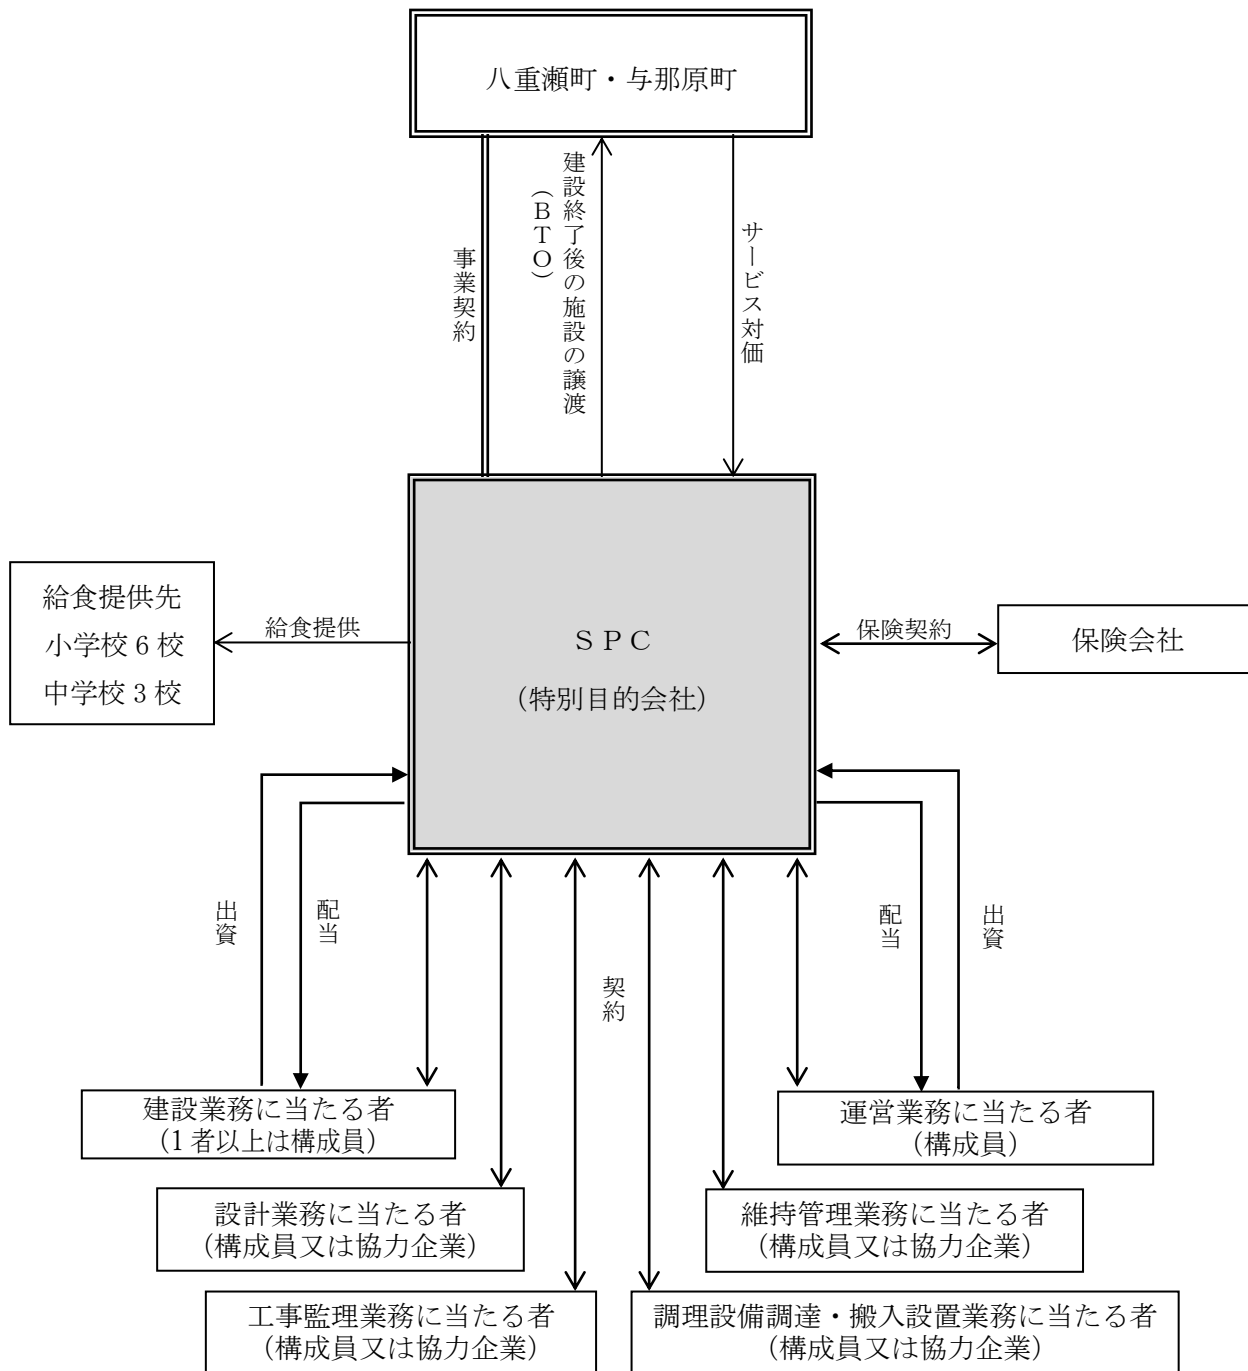 八重瀬町・与那原町
事業契約
建設終了後の施設の譲渡
（ＢＴＯ）
サービス対価
給食提供先
小学校 6 校
中学校 3 校
給食提供
ＳＰＣ
（特別目的会社）
保険契約
保険会社
出資
配当
契約
配当
出資
建設業務に当たる者
（1 者以上は構成員）
運営業務に当たる者
（構成員）
設計業務に当たる者
（構成員又は協力企業）
維持管理業務に当たる者
（構成員又は協力企業）
工事監理業務に当たる者
（構成員又は協力企業）
調理設備調達・搬入設置業務に当たる者
（構成員又は協力企業）